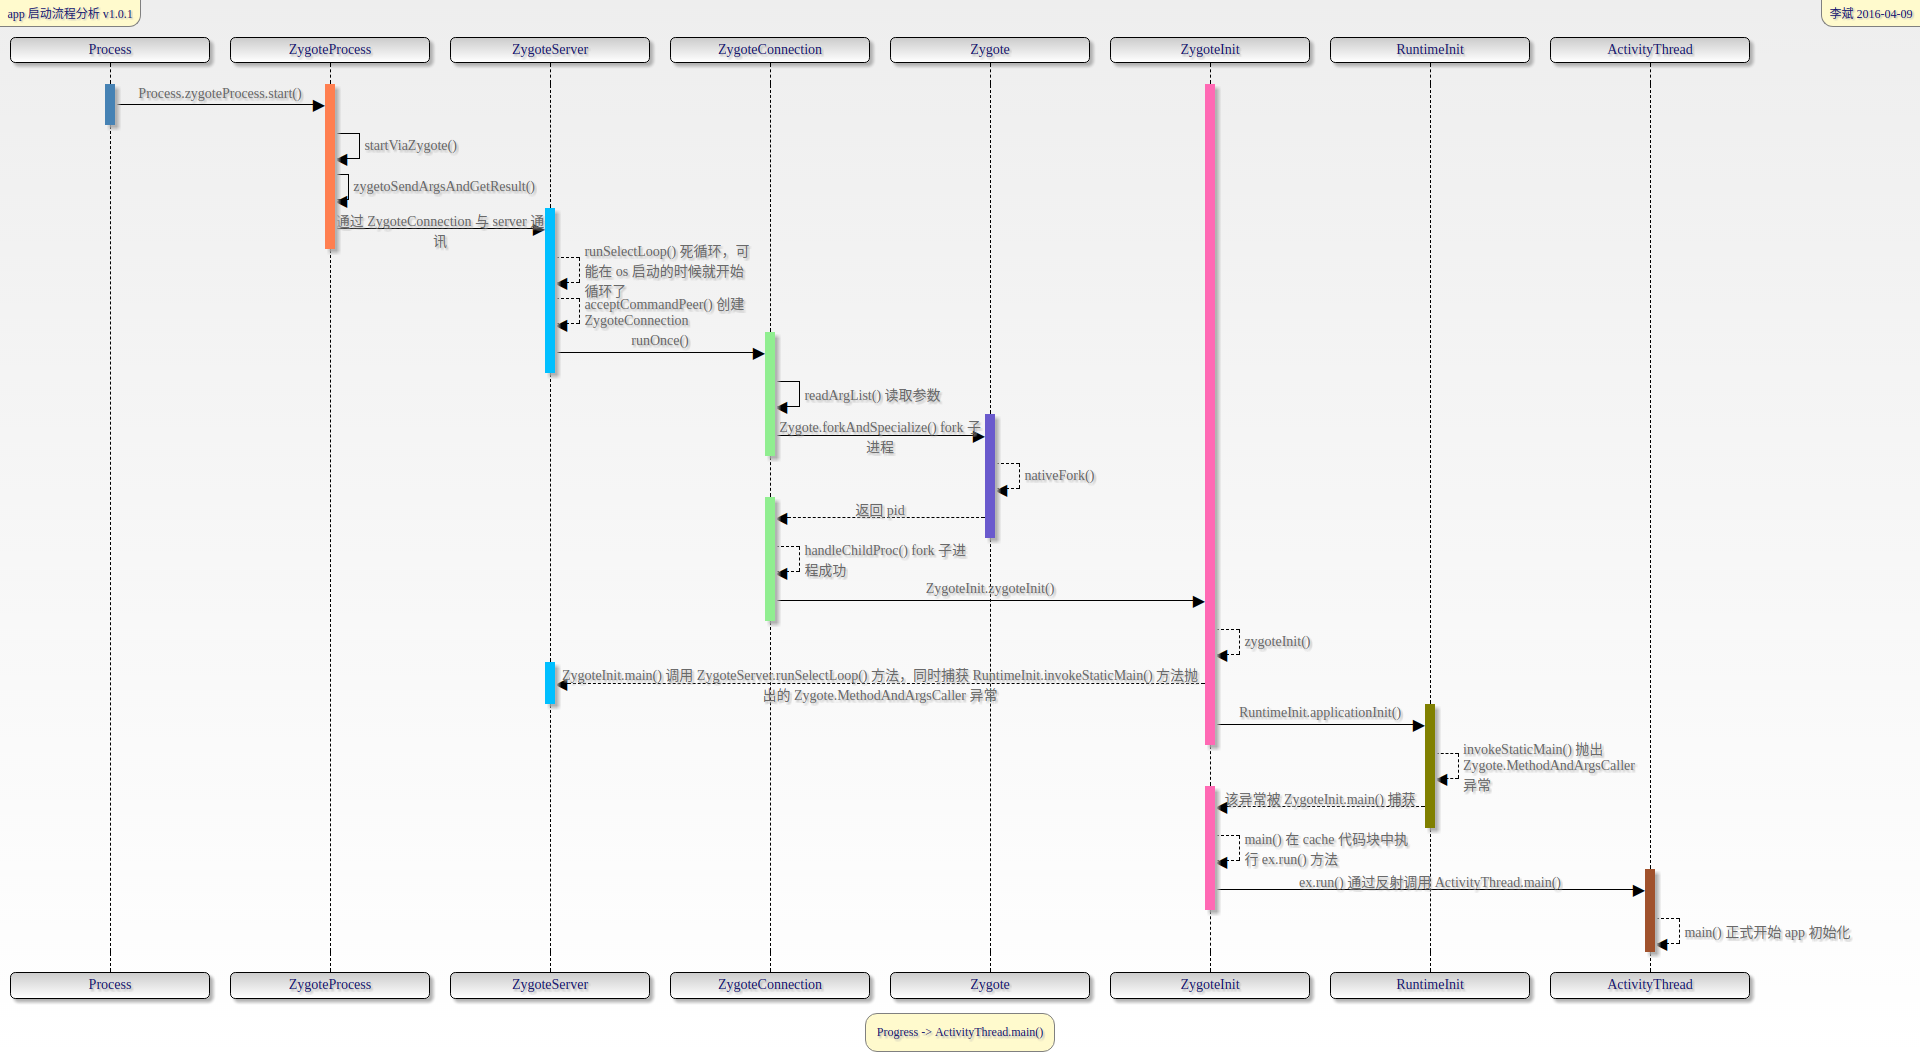 app 启动流程分析 v1.0.1
李斌 2016-04-09
Process
ZygoteProcess
ZygoteServer
ZygoteConnection
Zygote
ZygoteInit
RuntimeInit
ActivityThread
Process.zygoteProcess.start()
startViaZygote()
zygetoSendArgsAndGetResult()
通过 ZygoteConnection 与 server 通
讯
runSelectLoop() 死循环，可
能在 os 启动的时候就开始
循环了
acceptCommandPeer() 创建
ZygoteConnection
runOnce()
readArgList() 读取参数
Zygote.forkAndSpecialize() fork 子
进程
nativeFork()
返回 pid
handleChildProc() fork 子进
程成功
ZygoteInit.zygoteInit()
zygoteInit()
ZygoteInit.main() 调用 ZygoteServer.runSelectLoop() 方法，同时捕获 RuntimeInit.invokeStaticMain() 方法抛
出的 Zygote.MethodAndArgsCaller 异常
RuntimeInit.applicationInit()
invokeStaticMain() 抛出
Zygote.MethodAndArgsCaller
异常
该异常被 ZygoteInit.main() 捕获
main() 在 cache 代码块中执
行 ex.run() 方法
ex.run() 通过反射调用 ActivityThread.main()
main() 正式开始 app 初始化
Process
ZygoteProcess
ZygoteServer
ZygoteConnection
Zygote
ZygoteInit
RuntimeInit
ActivityThread
Progress -> ActivityThread.main()